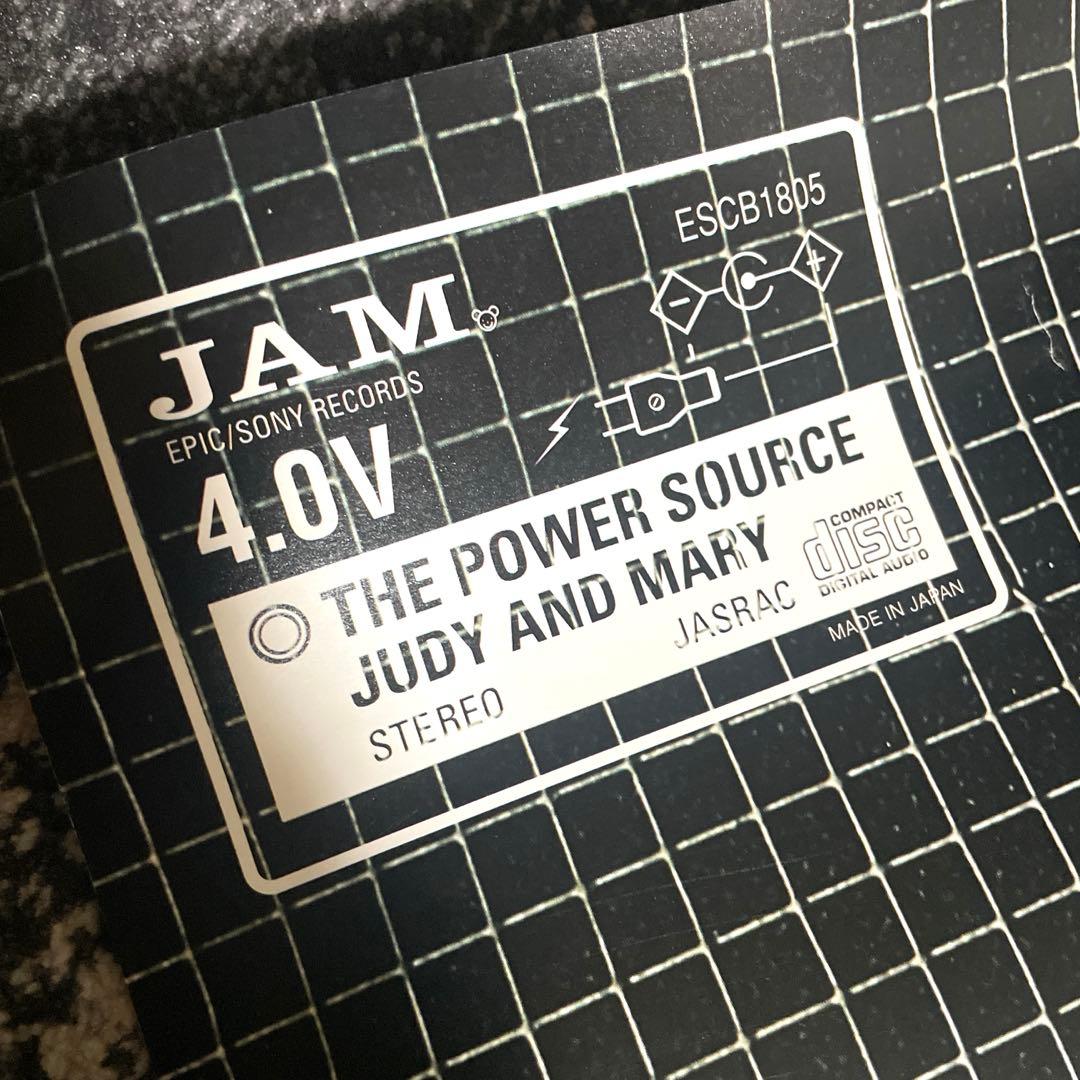 ESCB1805
- +
JAM
EPIC/SONY RECORDS
4.0V
THE POWER SOURCE
JUDY AND MARY
STEREO
JASRAC
COMPACT
disc
DIGITAL AUDIO
MADE IN JAPAN